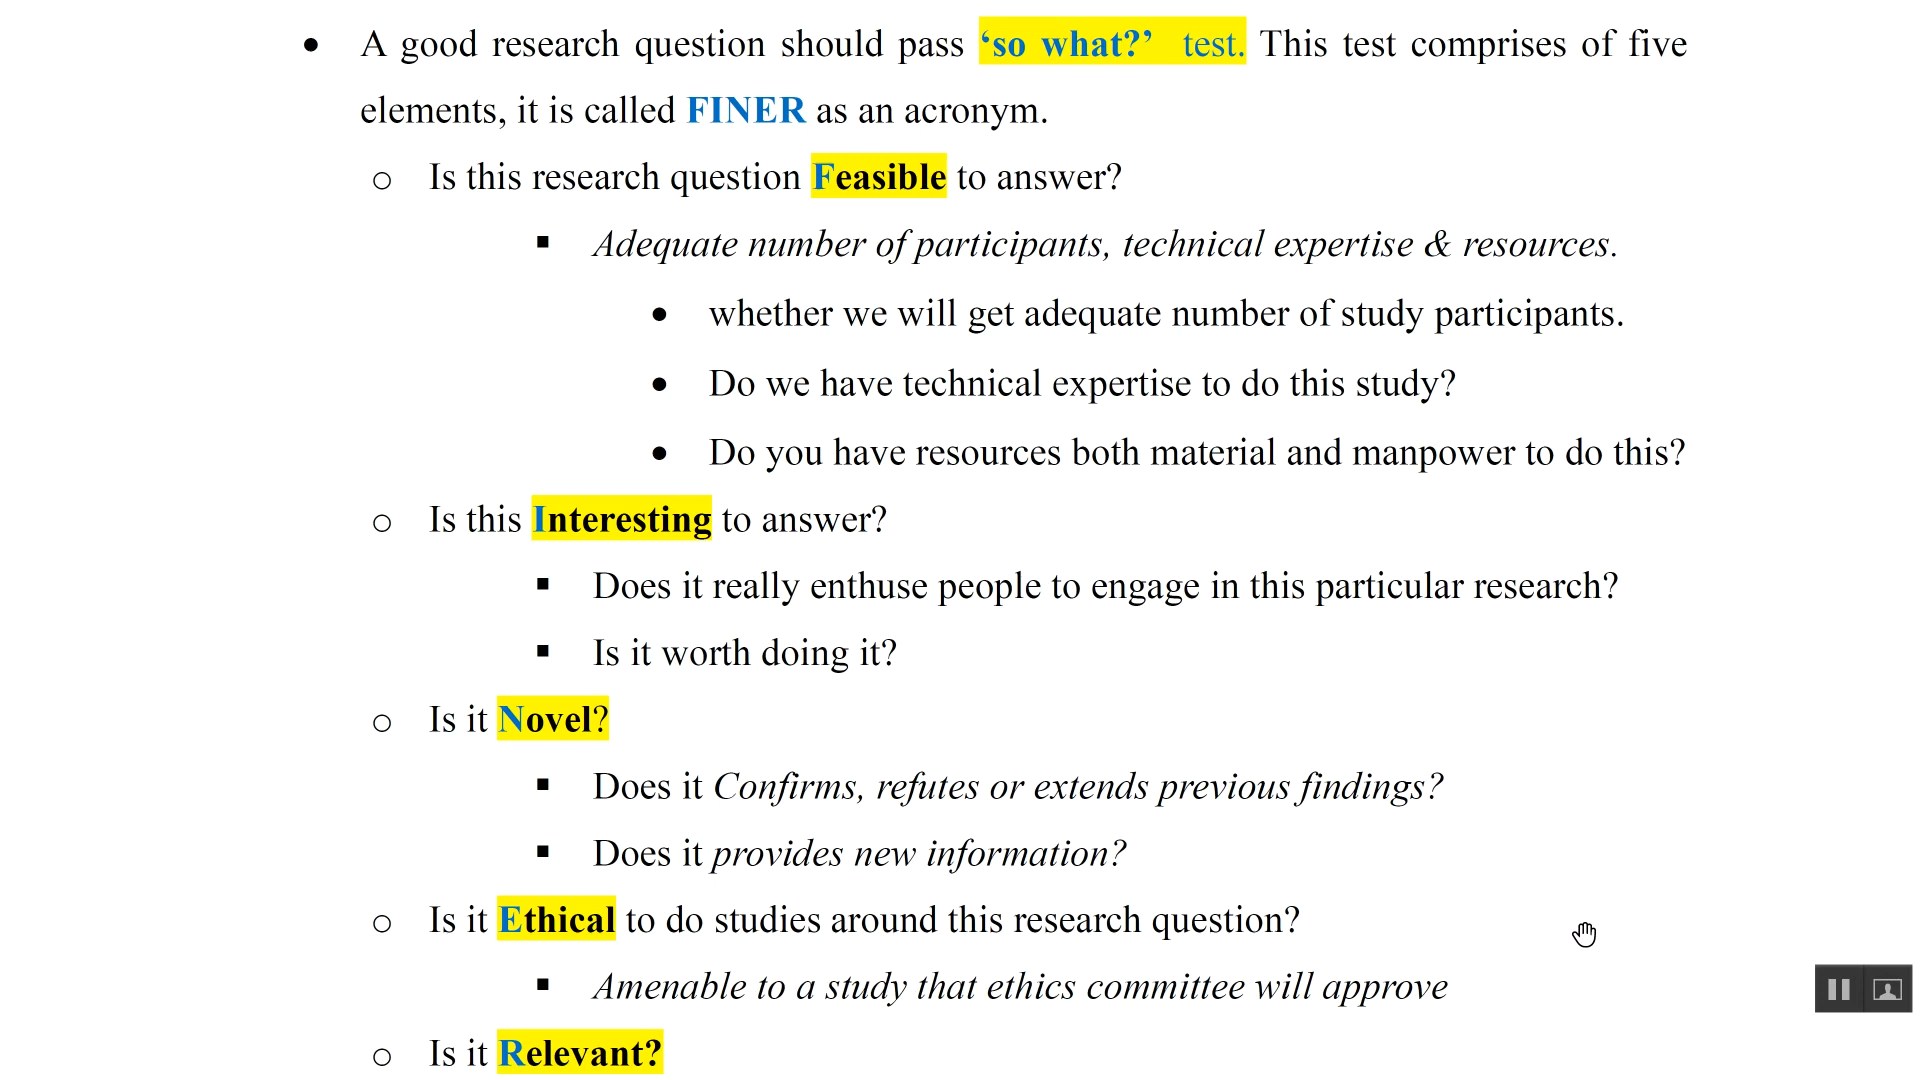 • A good research question should pass ‘so what?’ test. This test comprises of five
elements, it is called FINER as an acronym.
o Is this research question Feasible to answer?
▪ Adequate number of participants, technical expertise & resources.
• whether we will get adequate number of study participants.
• Do we have technical expertise to do this study?
• Do you have resources both material and manpower to do this?
o Is this Interesting to answer?
▪ Does it really enthuse people to engage in this particular research?
▪ Is it worth doing it?
o Is it Novel?
▪ Does it Confirms, refutes or extends previous findings?
▪ Does it provides new information?
o Is it Ethical to do studies around this research question?
▪ Amenable to a study that ethics committee will approve
o Is it Relevant?